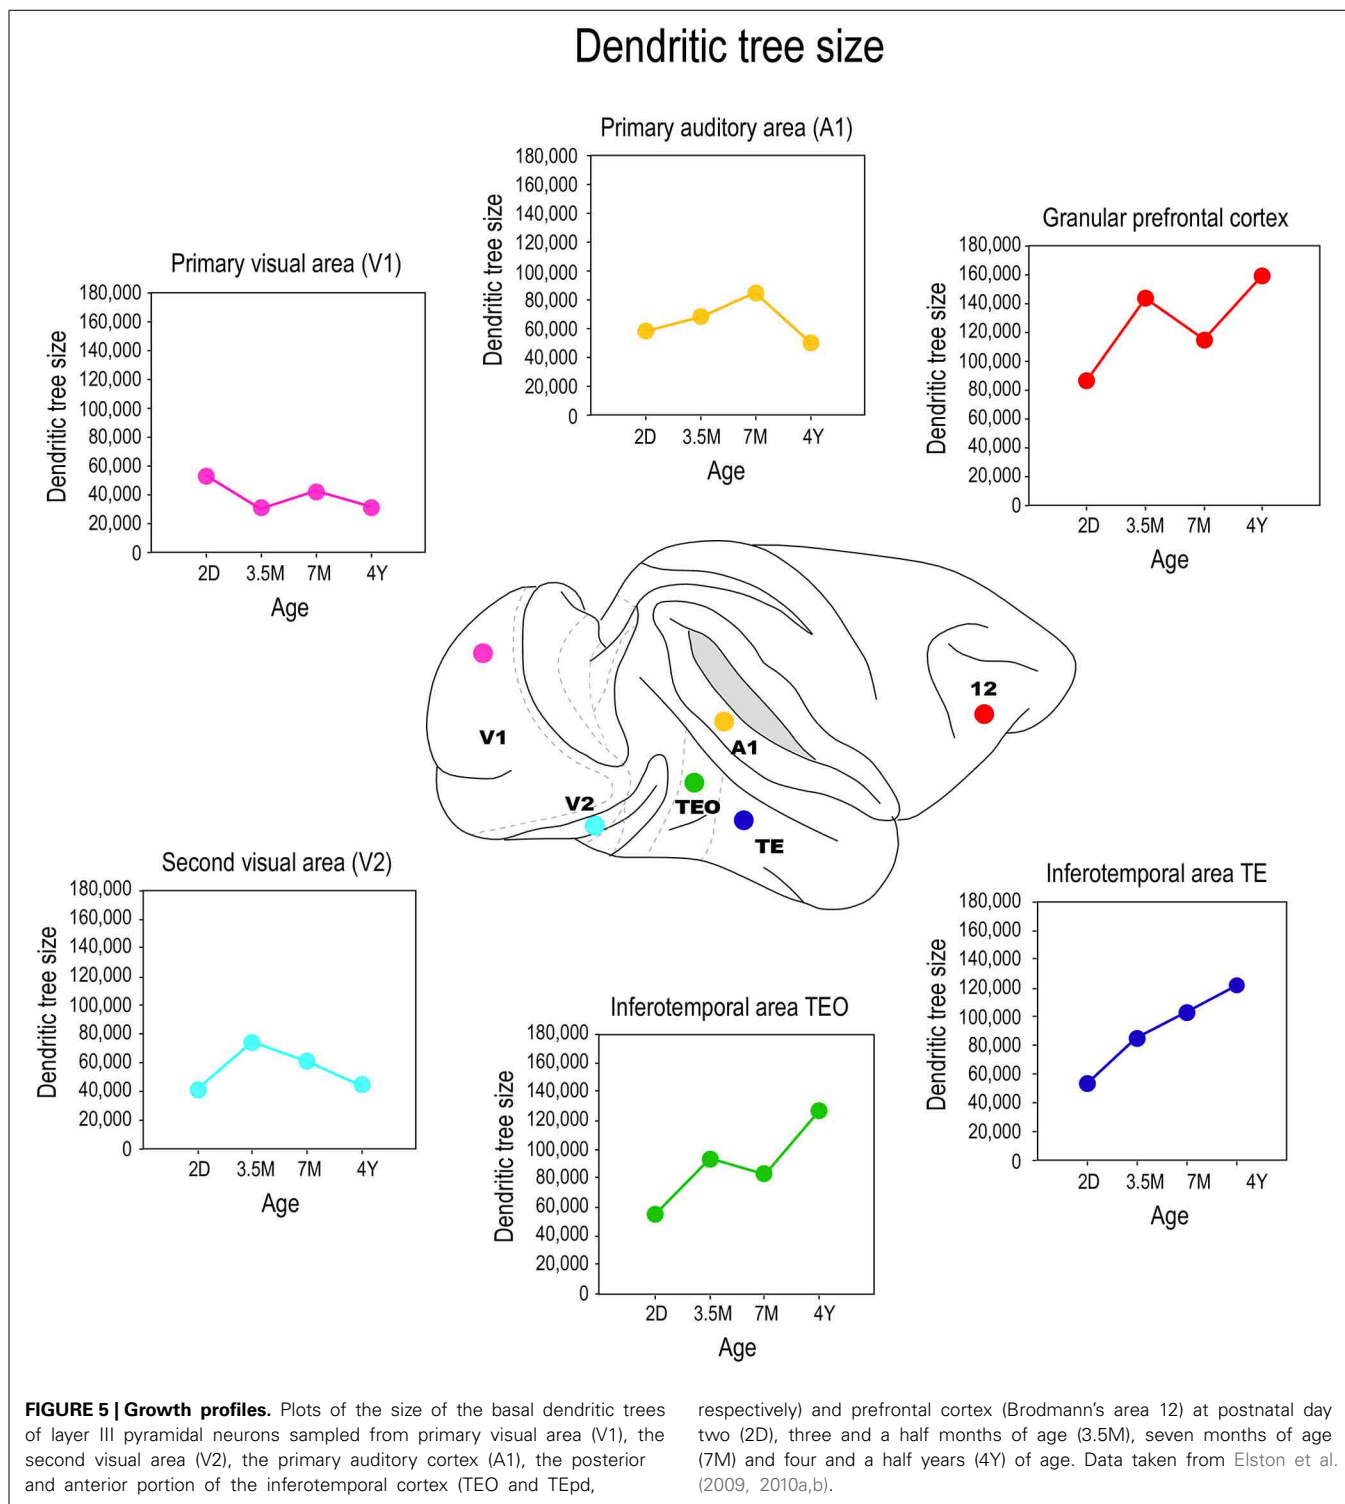 Dendritic tree size
Primary auditory area (A1)
180,000
160,000
140,000
120,000
100,000
80,000
60,000
40,000
20,000
0
Dendritic tree size
2D 3.5M 7M 4Y
Age
Granular prefrontal cortex
180,000
160,000
140,000
120,000
100,000
80,000
60,000
40,000
20,000
0
Dendritic tree size
2D 3.5M 7M 4Y
Age
Primary visual area (V1)
180,000
160,000
140,000
120,000
100,000
80,000
60,000
40,000
20,000
0
Dendritic tree size
2D 3.5M 7M 4Y
Age
12
V1
A1
V2
TEO
TE
Second visual area (V2)
180,000
160,000
140,000
120,000
100,000
80,000
60,000
40,000
20,000
0
Dendritic tree size
2D 3.5M 7M 4Y
Age
Inferotemporal area TEO
180,000
160,000
140,000
120,000
100,000
80,000
60,000
40,000
20,000
0
Dendritic tree size
2D 3.5M 7M 4Y
Age
Inferotemporal area TE
180,000
160,000
140,000
120,000
100,000
80,000
60,000
40,000
20,000
0
Dendritic tree size
2D 3.5M 7M 4Y
Age
FIGURE 5 | Growth profiles. Plots of the size of the basal dendritic trees
of layer III pyramidal neurons sampled from primary visual area (V1), the
second visual area (V2), the primary auditory cortex (A1), the posterior
and anterior portion of the inferotemporal cortex (TEO and TEpd,
respectively) and prefrontal cortex (Brodmann's area 12) at postnatal day
two (2D), three and a half months of age (3.5M), seven months of age
(7M) and four and a half years (4Y) of age. Data taken from Elston et al.
(2009, 2010a,b).